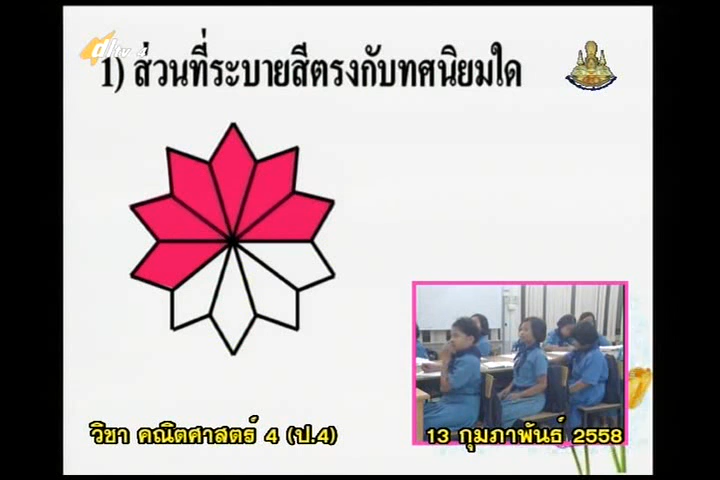 dltv 4
1) ส่วนที่ระบายสีตรงกับทศนิยมใด
วิชา คณิตศาสตร์ 4 (ป.4)
13 กุมภาพันธ์ 2558